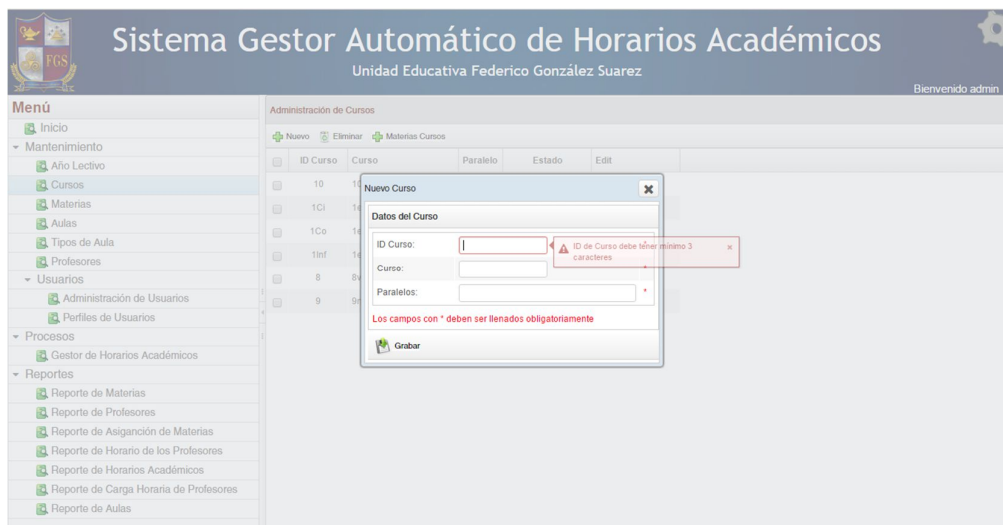 FGS
Sistema Gestor Automático de Horarios Académicos
Unidad Educativa Federico González Suarez
Bienvenido admin
Menú
Inicio
Mantenimiento
Año Lectivo
Cursos
Materias
Aulas
Tipos de Aula
Profesores
Usuarios
Administración de Usuarios
Perfiles de Usuarios
Procesos
Gestor de Horarios Académicos
Reportes
Reporte de Materias
Reporte de Profesores
Reporte de Asiganción de Materias
Reporte de Horario de los Profesores
Reporte de Horarios Académicos
Reporte de Carga Horaria de Profesores
Reporte de Aulas
Administración de Cursos
Nuevo Eliminar Materias Cursos
ID Curso Curso Paralelo Estado Edit
10
1Ci
1Co
1Inf
8
9
Nuevo Curso
Datos del Curso
ID Curso:
ID de Curso debe tener mínimo 3
caracteres
Curso: *
Paralelos: *
Los campos con * deben ser llenados obligatoriamente
Grabar